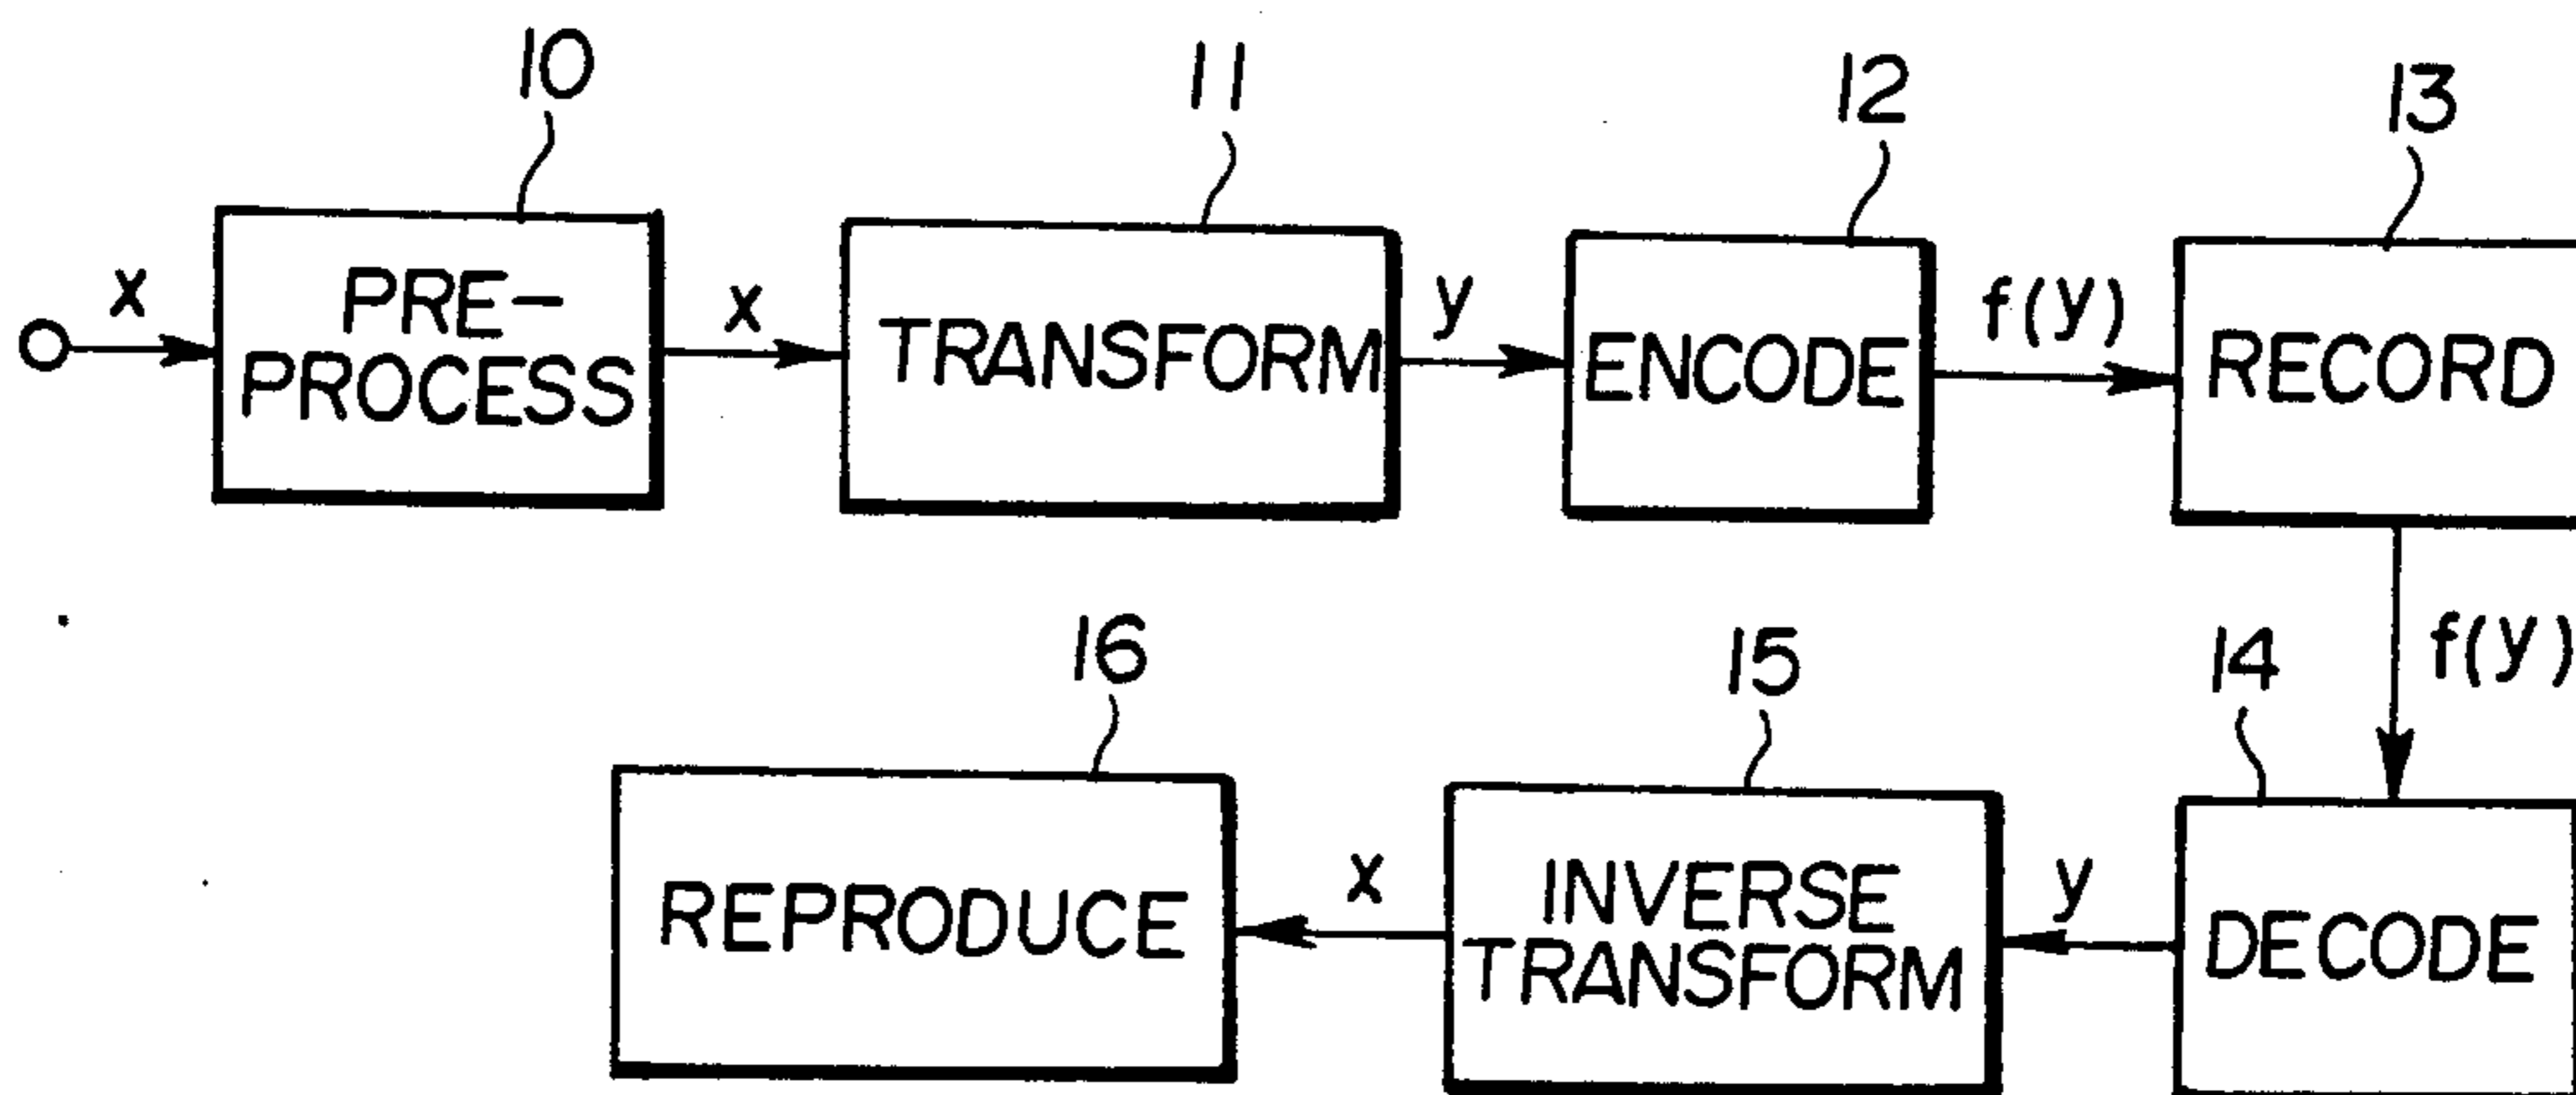 10
11
12
13
x
PRE-
PROCESS
x
TRANSFORM
y
ENCODE
f(y)
RECORD
f(y)
16
15
14
REPRODUCE
x
INVERSE
TRANSFORM
y
DECODE